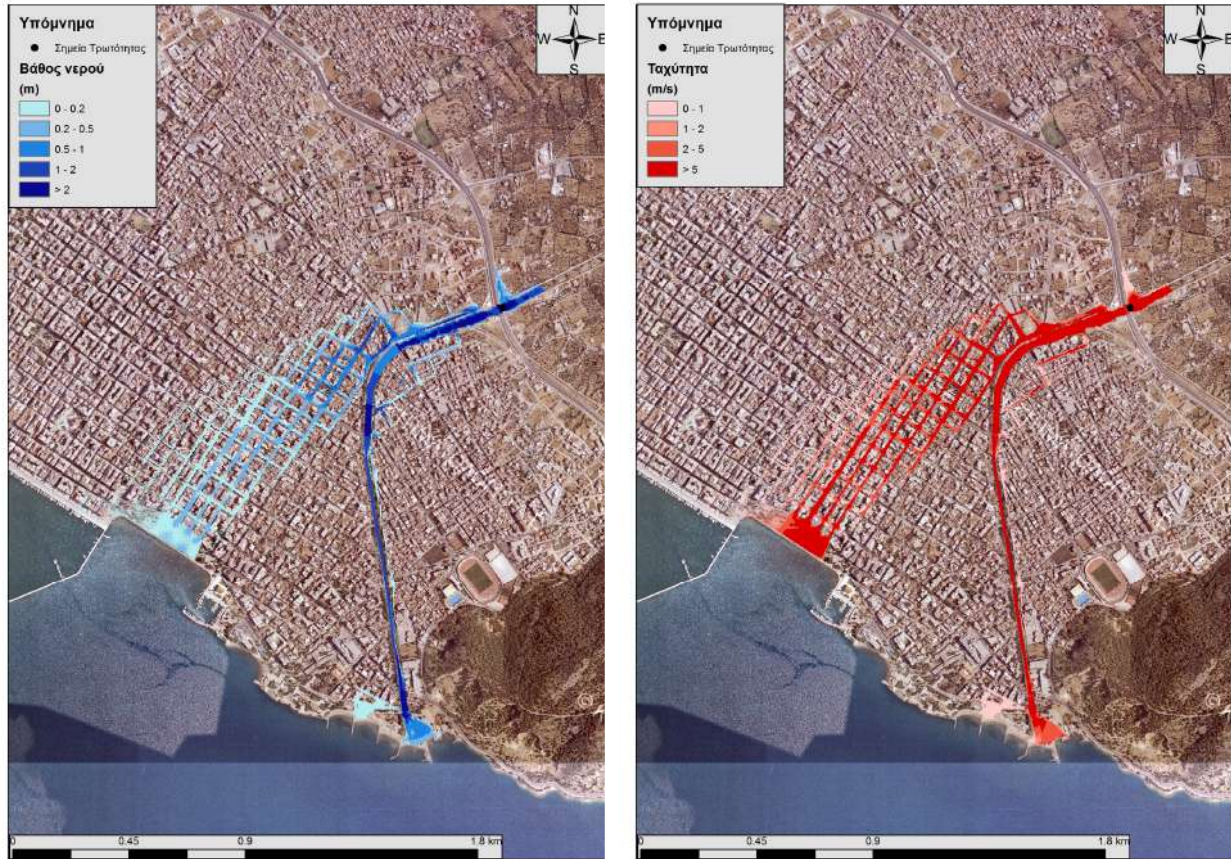 Υπόμνημα
Σημεία Τρωτότητας
Βάθος νερού
(m)
0 - 0.2
0.2 - 0.5
0.5 - 1
1 - 2
> 2
N
W E
S
0 0.45 0.9 1.8 km
Υπόμνημα
Σημεία Τρωτότητας
Ταχύτητα
(m/s)
0 - 1
1 - 2
2 - 5
> 5
N
W E
S
©
0 0.45 0.9 1.8 km